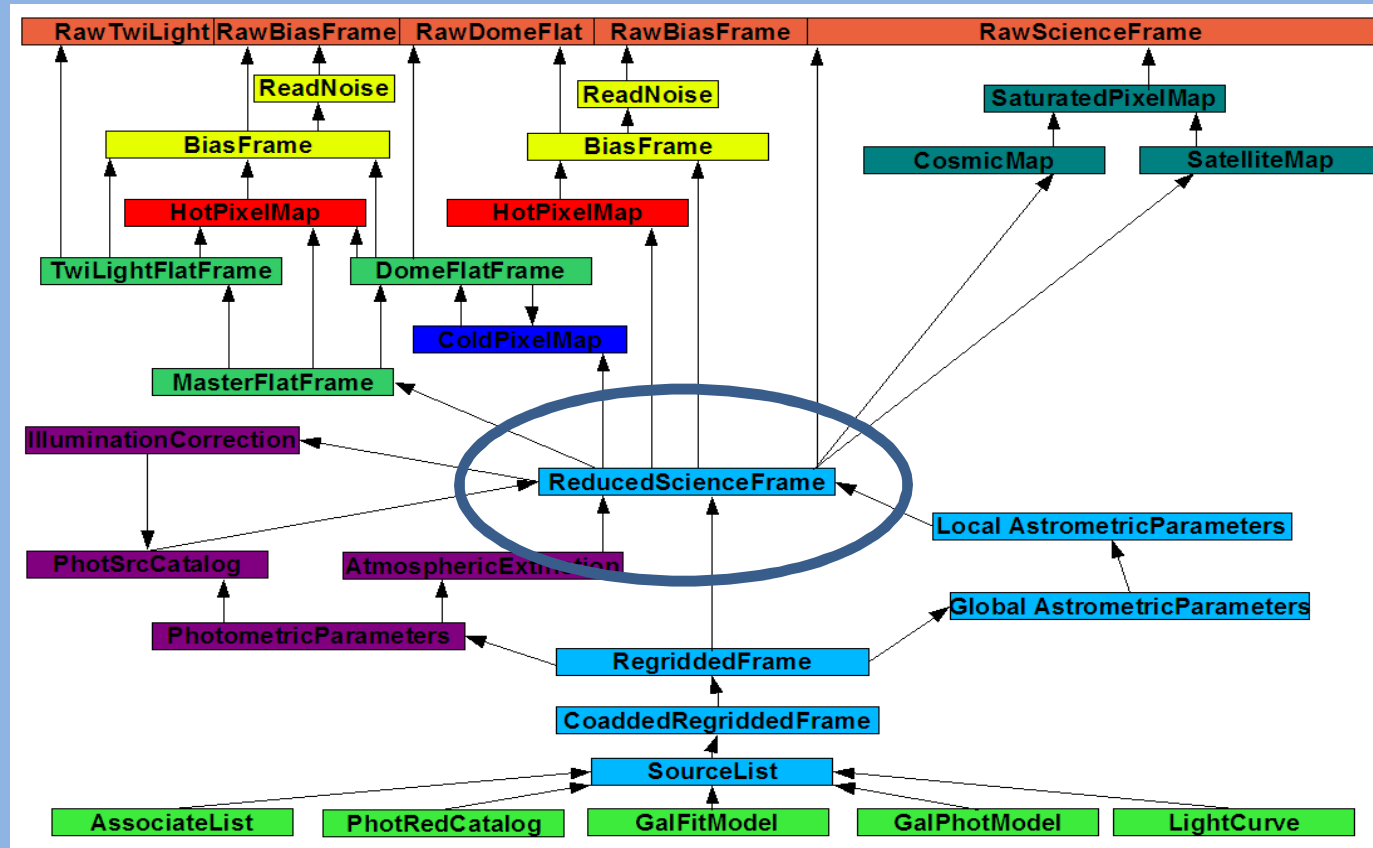 RawTwiLight
RawBiasFrame
RawDomeFlat
RawBiasFrame
RawScienceFrame
ReadNoise
ReadNoise
SaturatedPixelMap
BiasFrame
BiasFrame
CosmicMap
SatelliteMap
HotPixelMap
HotPixelMap
TwiLightFlatFrame
DomeFlatFrame
ColdPixelMap
MasterFlatFrame
IlluminationCorrection
ReducedScienceFrame
Local AstrometricParameters
PhotSrcCatalog
AtmosphericExtinction
Global AstrometricParameters
PhotometricParameters
RegriddedFrame
CoaddedRegriddedFrame
SourceList
AssociateList
PhotRedCatalog
GalFitModel
GalPhotModel
LightCurve